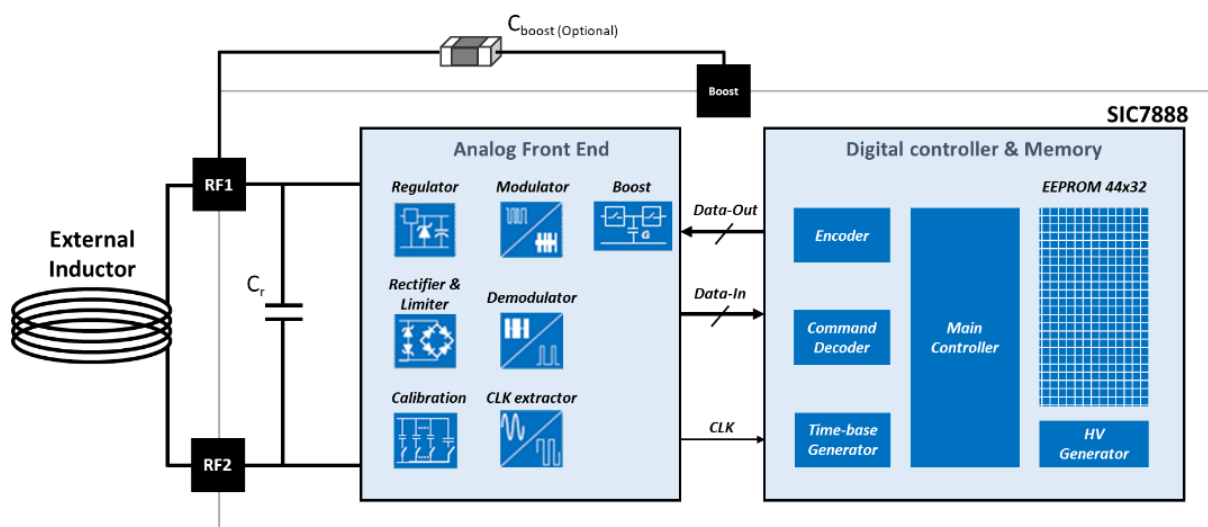 Cboost (Optional)
Boost
SIC7888
Analog Front End
Digital controller & Memory
Regulator
Modulator
Boost
EEPROM 44x32
RF1
Data-Out
Encoder
External
Inductor
Cr
Rectifier &
Limiter
Demodulator
Data-In
Command
Decoder
Main
Controller
Calibration
CLK extractor
CLK
Time-base
Generator
HV
Generator
RF2